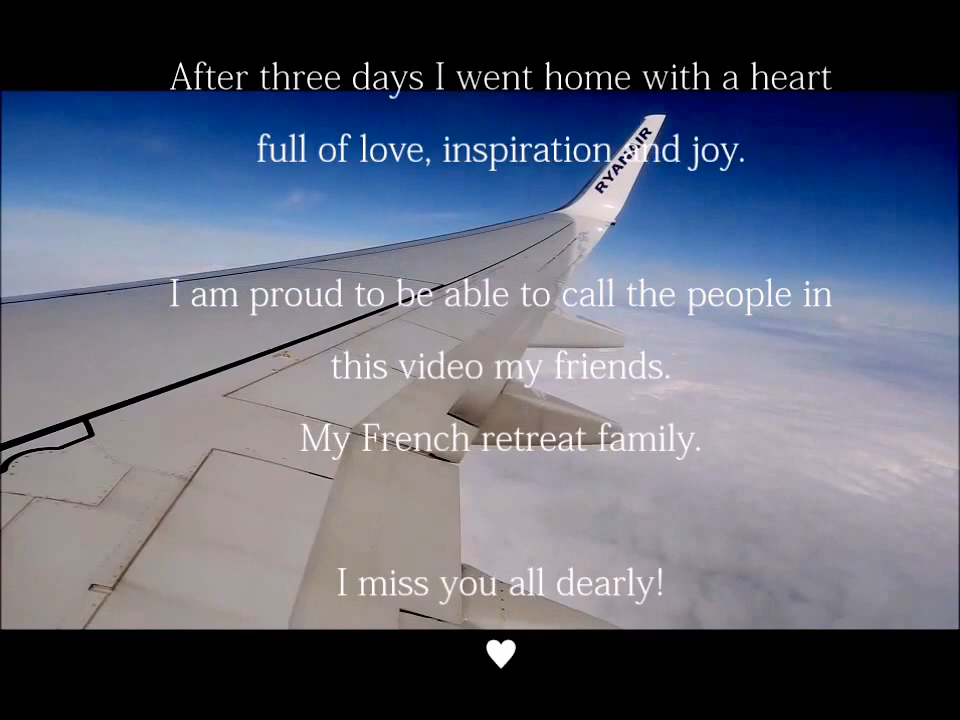 After three days I went home with a heart
full of love, inspiration and joy.
RYANAIR
I am proud to be able to call the people in
this video my friends.
My French retreat family.
I miss you all dearly!